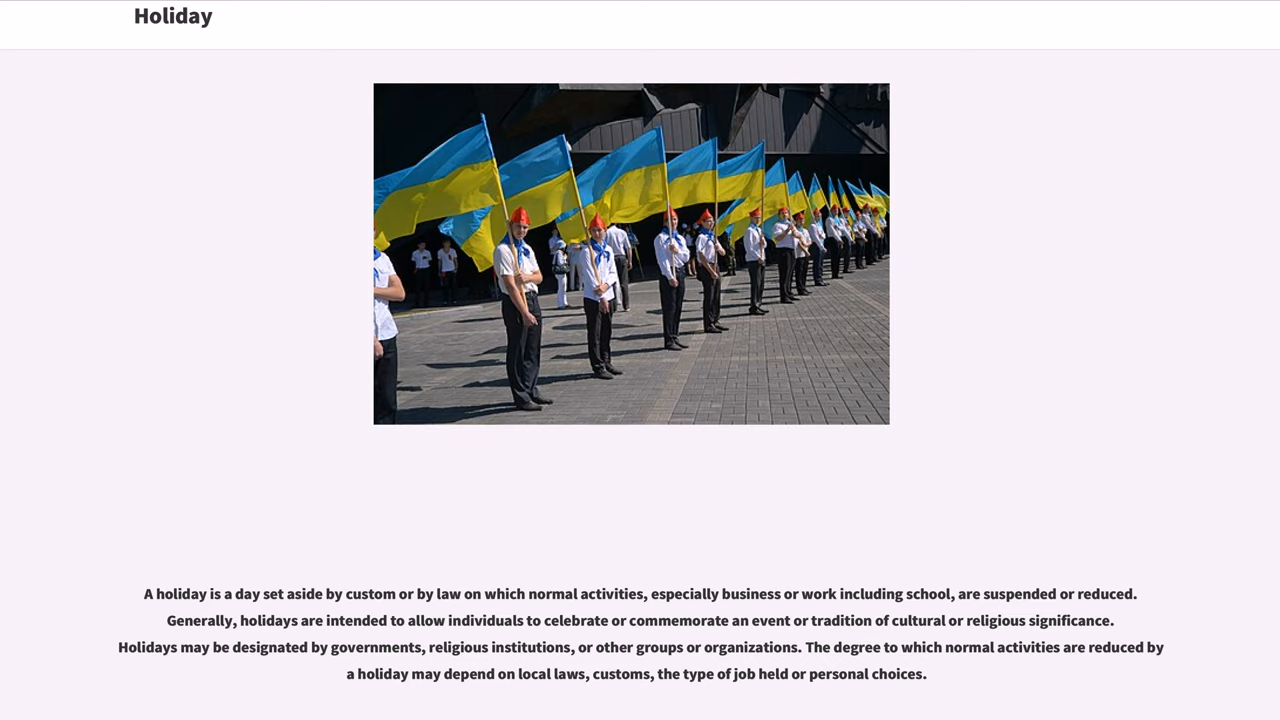 Holiday
A holiday is a day set aside by custom or by law on which normal activities, especially business or work including school, are suspended or reduced.
Generally, holidays are intended to allow individuals to celebrate or commemorate an event or tradition of cultural or religious significance.
Holidays may be designated by governments, religious institutions, or other groups or organizations. The degree to which normal activities are reduced by
a holiday may depend on local laws, customs, the type of job held or personal choices.